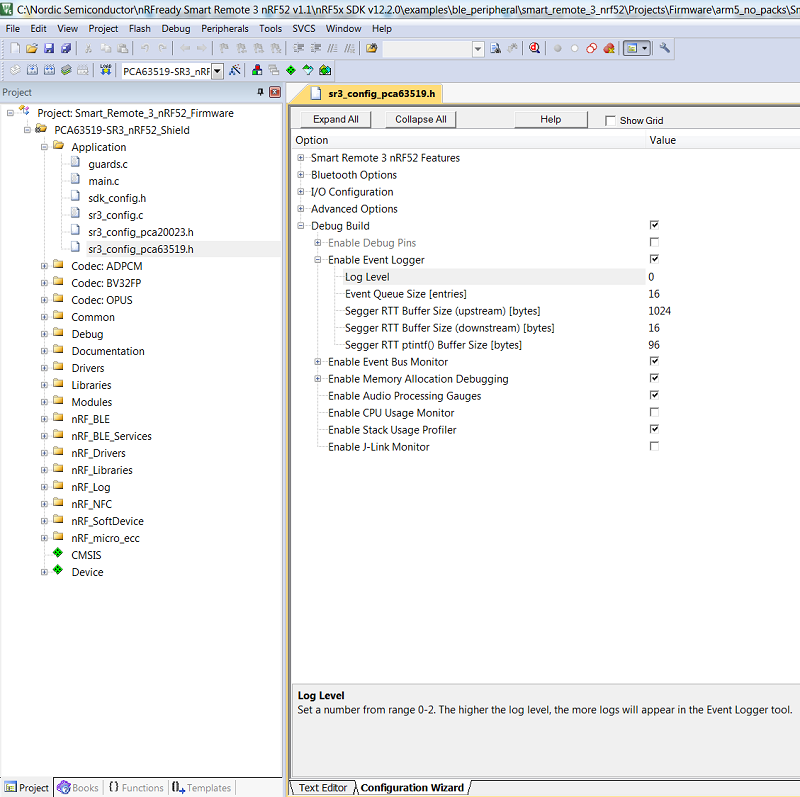 C:\Nordic Semiconductor\nRFready Smart Remote 3 nRF52 v1.1\nRF5x SDK v12.2.0\examples\ble_peripheral\smart_remote_3_nrf52\Projects\Firmware\arm5_no_packs\Sm
File Edit View Project Flash Debug Peripherals Tools SVCS Window Help
LOAD
PCA63519-SR3_nRF
Project
sr3_config_pca63519.h
Project: Smart_Remote_3_nRF52_Firmware
PCA63519-SR3_nRF52_Shield
Application
guards.c
main.c
sdk_config.h
sr3_config.c
sr3_config_pca20023.h
sr3_config_pca63519.h
Codec: ADPCM
Codec: BV32FP
Codec: OPUS
Common
Debug
Documentation
Drivers
Libraries
Modules
nRF_BLE
nRF_BLE_Services
nRF_Drivers
nRF_Libraries
nRF_Log
nRF_NFC
nRF_SoftDevice
nRF_micro_ecc
CMSIS
Device
Expand All Collapse All Help Show Grid
Option Value
Smart Remote 3 nRF52 Features
Bluetooth Options
I/O Configuration
Advanced Options
Debug Build
Enable Debug Pins
Enable Event Logger
Log Level 0
Event Queue Size [entries] 16
Segger RTT Buffer Size (upstream) [bytes] 1024
Segger RTT Buffer Size (downstream) [bytes] 16
Segger RTT ptintf() Buffer Size [bytes] 96
Enable Event Bus Monitor
Enable Memory Allocation Debugging
Enable Audio Processing Gauges
Enable CPU Usage Monitor
Enable Stack Usage Profiler
Enable J-Link Monitor
Log Level
Set a number from range 0-2. The higher the log level, the more logs will appear in the Event Logger tool.
Project Books {} Functions Templates
Text Editor Configuration Wizard